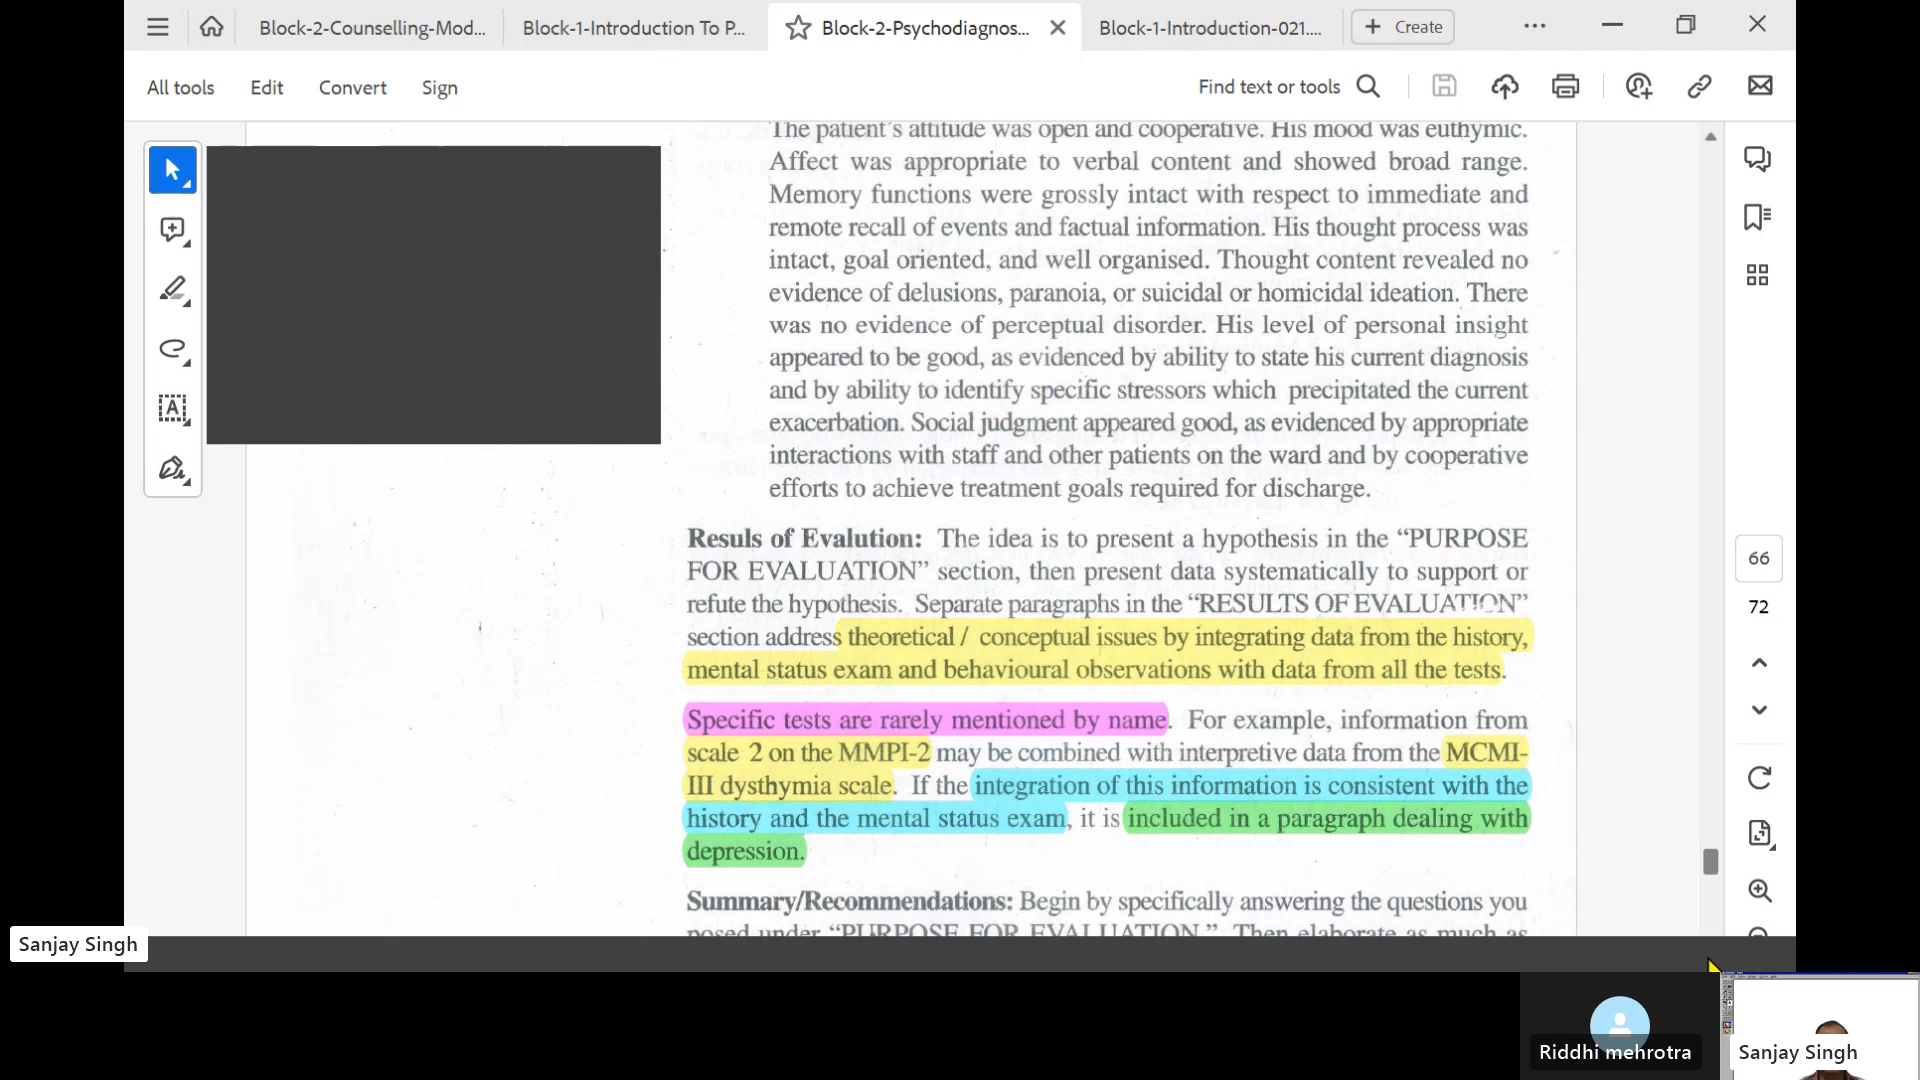 Block-2-Counselling-Mod...
Block-1-Introduction To P...
Block-2-Psychodiagnos...
Block-1-Introduction-021....
Create
All tools
Edit
Convert
Sign
Find text or tools
The patient's attitude was open and cooperative. His mood was euthymic.
Affect was appropriate to verbal content and showed broad range.
Memory functions were grossly intact with respect to immediate and
remote recall of events and factual information. His thought process was
intact, goal oriented, and well organised. Thought content revealed no
evidence of delusions, paranoia, or suicidal or homicidal ideation. There
was no evidence of perceptual disorder. His level of personal insight
appeared to be good, as evidenced by ability to state his current diagnosis
and by ability to identify specific stressors which precipitated the current
exacerbation. Social judgment appeared good, as evidenced by appropriate
interactions with staff and other patients on the ward and by cooperative
efforts to achieve treatment goals required for discharge.
Resuls of Evalution: The idea is to present a hypothesis in the “PURPOSE
FOR EVALUATION” section, then present data systematically to support or
refute the hypothesis. Separate paragraphs in the “RESULTS OF EVALUATION”
section address theoretical / conceptual issues by integrating data from the history,
mental status exam and behavioural observations with data from all the tests.
Specific tests are rarely mentioned by name. For example, information from
scale 2 on the MMPI-2 may be combined with interpretive data from the MCMI-
III dysthymia scale. If the integration of this information is consistent with the
history and the mental status exam, it is included in a paragraph dealing with
depression.
Summary/Recommendations: Begin by specifically answering the questions you
posed under “PURPOSE FOR EVALUATION.” Then elaborate as much as
66
72
Sanjay Singh
Riddhi mehrotra
Sanjay Singh